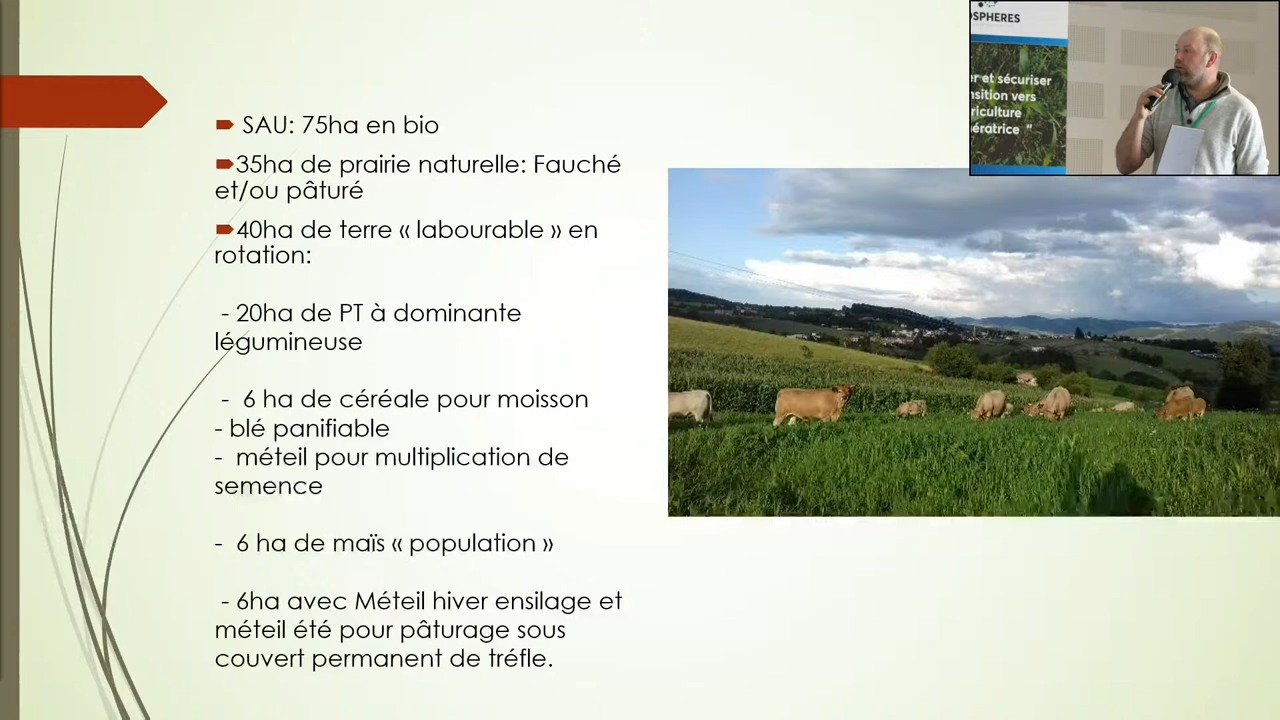 SAU: 75ha en bio
35ha de prairie naturelle: Fauché
et/ou pâturé
40ha de terre « labourable » en
rotation:
- 20ha de PT à dominante
légumineuse
- 6 ha de céréale pour moisson
- blé panifiable
- méteil pour multiplication de
semence
- 6 ha de maïs « population »
- 6ha avec Méteil hiver ensilage et
méteil été pour pâturage sous
couvert permanent de tréfle.
OSPHERES
er et sécuriser
nsition vers
riculture
ératrice "